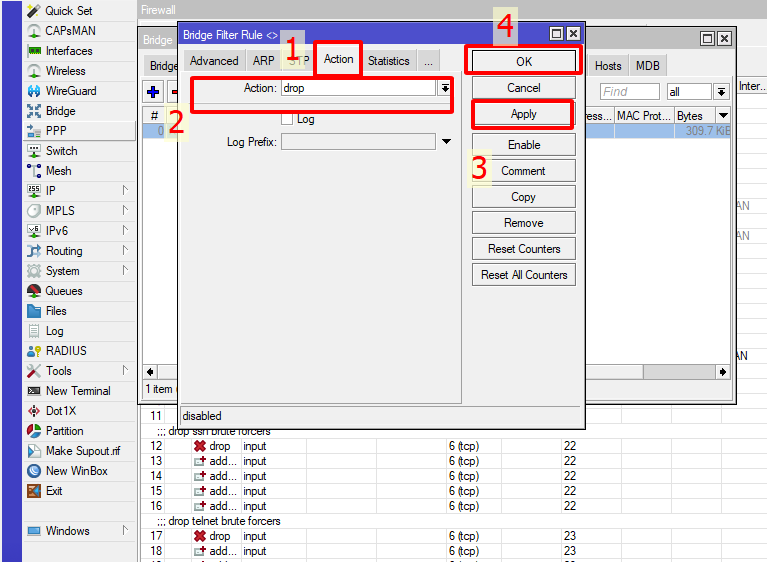 Quick Set
CAPsMAN
Interfaces
Wireless
WireGuard
Bridge
PPP
Switch
Mesh
IP
MPLS
IPv6
Routing
System
Queues
Files
Log
RADIUS
Tools
New Terminal
Dot1X
Partition
Make Supout.rif
New WinBox
Exit
Windows
Firewall
Bridge
Bridge
Hosts MDB
Find all
Inter...
# MAC Prot... Bytes
0 309.7 KiB
1 item
Bridge Filter Rule <>
1
4
Advanced ARP STP Action Statistics ...
Action: drop
2
Log
Log Prefix:
3
OK
Cancel
Apply
Enable
Comment
Copy
Remove
Reset Counters
Reset All Counters
disabled
11
;;; drop ssh brute forcers
12 drop input 6 (tcp) 22
13 add... input 6 (tcp) 22
14 add... input 6 (tcp) 22
15 add... input 6 (tcp) 22
16 add... input 6 (tcp) 22
;;; drop telnet brute forcers
17 drop input 6 (tcp) 23
18 add... input 6 (tcp) 23